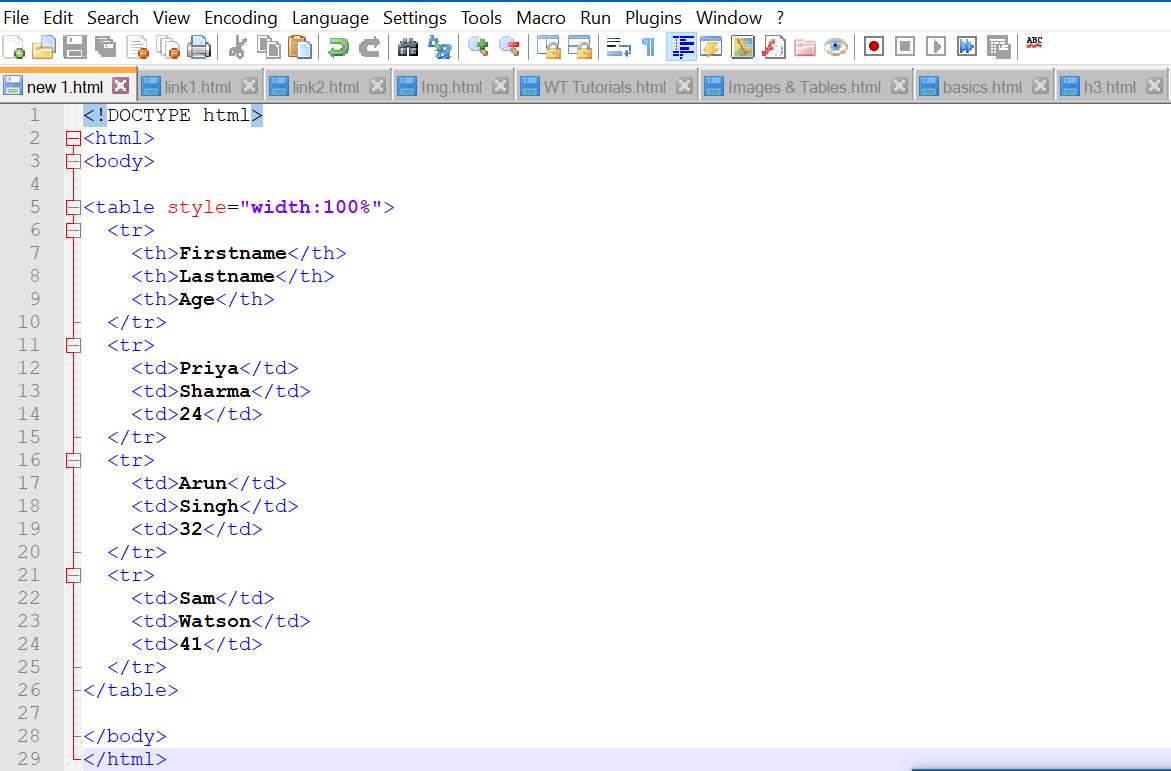 File Edit Search View Encoding Language Settings Tools Macro Run Plugins Window ?
ABC
new 1.html link1.html link2.html Img.html WT Tutorials.html Images & Tables.html basics.html h3.html
1 <!DOCTYPE html>
2 <html>
3 <body>
4
5 <table style="width:100%">
6 <tr>
7 <th>Firstname</th>
8 <th>Lastname</th>
9 <th>Age</th>
10 </tr>
11 <tr>
12 <td>Priya</td>
13 <td>Sharma</td>
14 <td>24</td>
15 </tr>
16 <tr>
17 <td>Arun</td>
18 <td>Singh</td>
19 <td>32</td>
20 </tr>
21 <tr>
22 <td>Sam</td>
23 <td>Watson</td>
24 <td>41</td>
25 </tr>
26 </table>
27
28 </body>
29 </html>